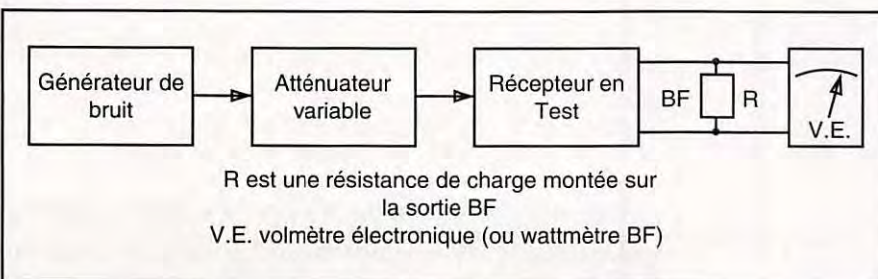 Générateur de
bruit
Atténuateur
variable
Récepteur en
Test
BF
R
V.E.
R est une résistance de charge montée sur
la sortie BF
V.E. volmètre électronique (ou wattmètre BF)